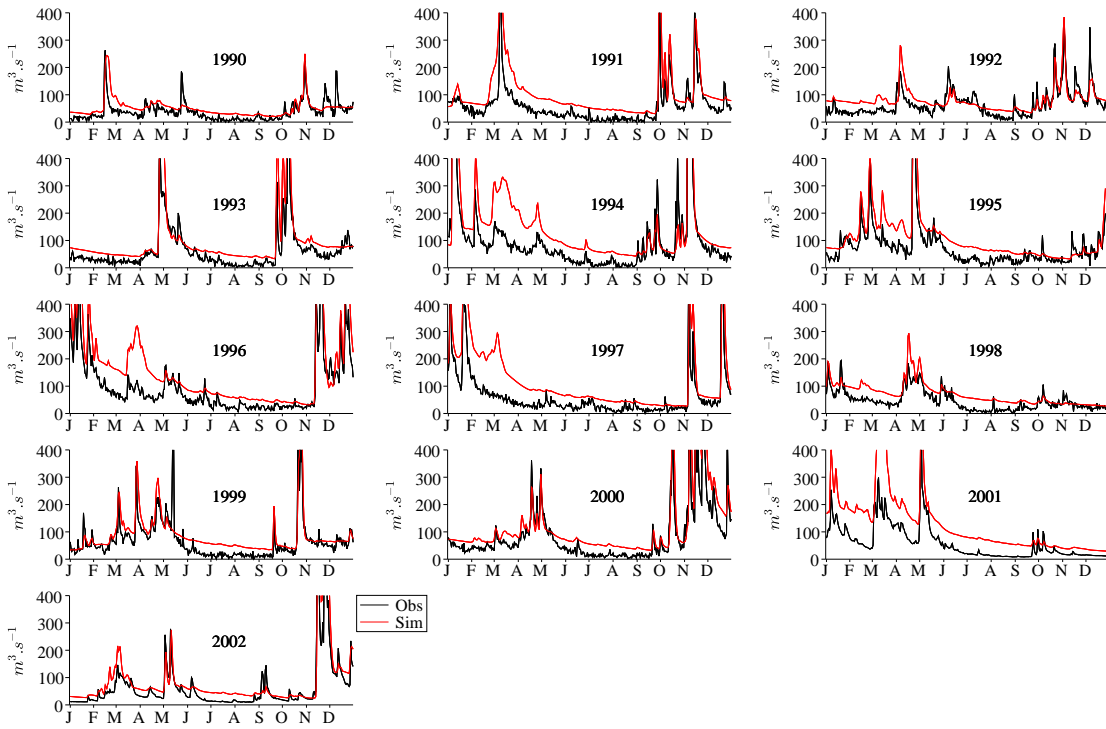 m³.s⁻¹ 400 300 200 100 0 1990
J F M A M J J A S O N D
m³.s⁻¹ 400 300 200 100 0 1991
J F M A M J J A S O N D
m³.s⁻¹ 400 300 200 100 0 1992
J F M A M J J A S O N D
m³.s⁻¹ 400 300 200 100 0 1993
J F M A M J J A S O N D
m³.s⁻¹ 400 300 200 100 0 1994
J F M A M J J A S O N D
m³.s⁻¹ 400 300 200 100 0 1995
J F M A M J J A S O N D
m³.s⁻¹ 400 300 200 100 0 1996
J F M A M J J A S O N D
m³.s⁻¹ 400 300 200 100 0 1997
J F M A M J J A S O N D
m³.s⁻¹ 400 300 200 100 0 1998
J F M A M J J A S O N D
m³.s⁻¹ 400 300 200 100 0 1999
J F M A M J J A S O N D
m³.s⁻¹ 400 300 200 100 0 2000
J F M A M J J A S O N D
m³.s⁻¹ 400 300 200 100 0 2001
J F M A M J J A S O N D
m³.s⁻¹ 400 300 200 100 0 2002
J F M A M J J A S O N D
Obs
Sim